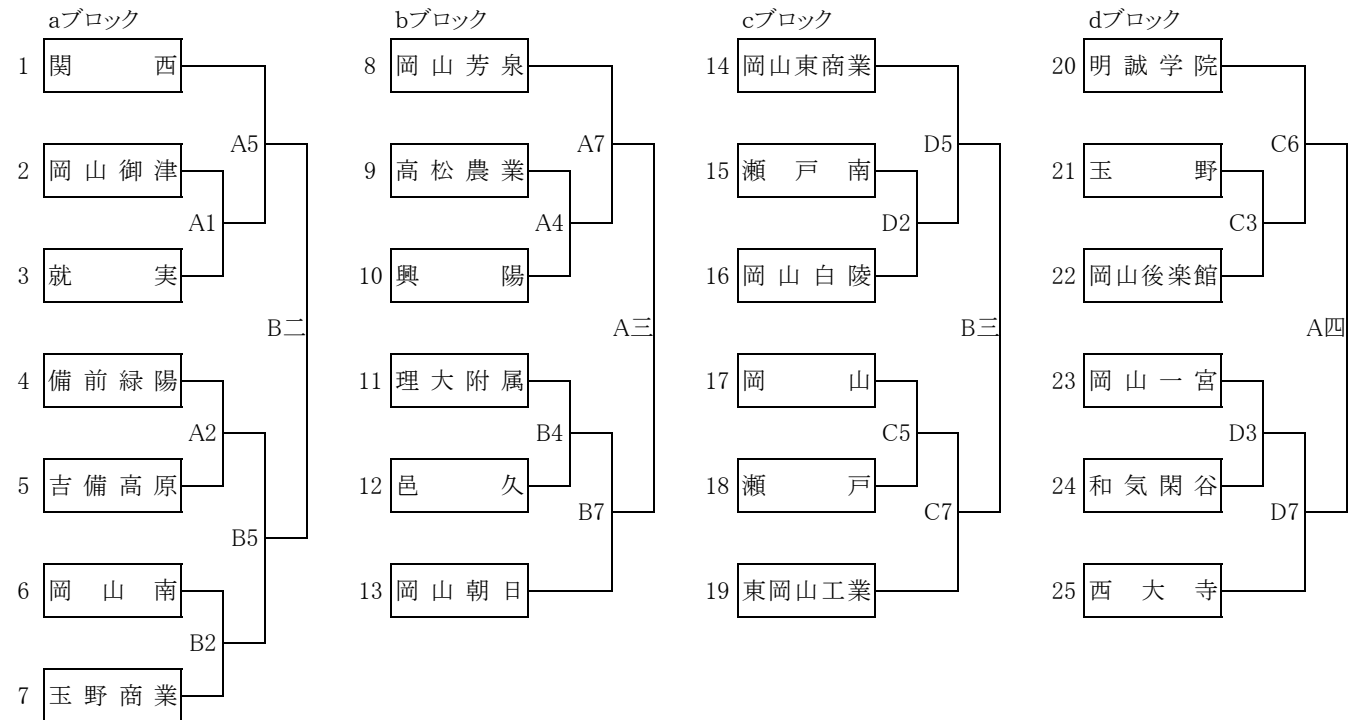 aブロック
1 関西
A5
2 岡山御津
A1
3 就実
B二
4 備前緑陽
A2
5 吉備高原
B5
6 岡山南
B2
7 玉野商業
bブロック
8 岡山芳泉
A7
9 高松農業
A4
10 興陽
A三
11 理大附属
B4
12 邑久
B7
13 岡山朝日
cブロック
14 岡山東商業
D5
15 瀬戸南
D2
16 岡山白陵
B三
17 岡山
C5
18 瀬戸
C7
19 東岡山工業
dブロック
20 明誠学院
C6
21 玉野
C3
22 岡山後楽館
A四
23 岡山一宮
D3
24 和気閑谷
D7
25 西大寺